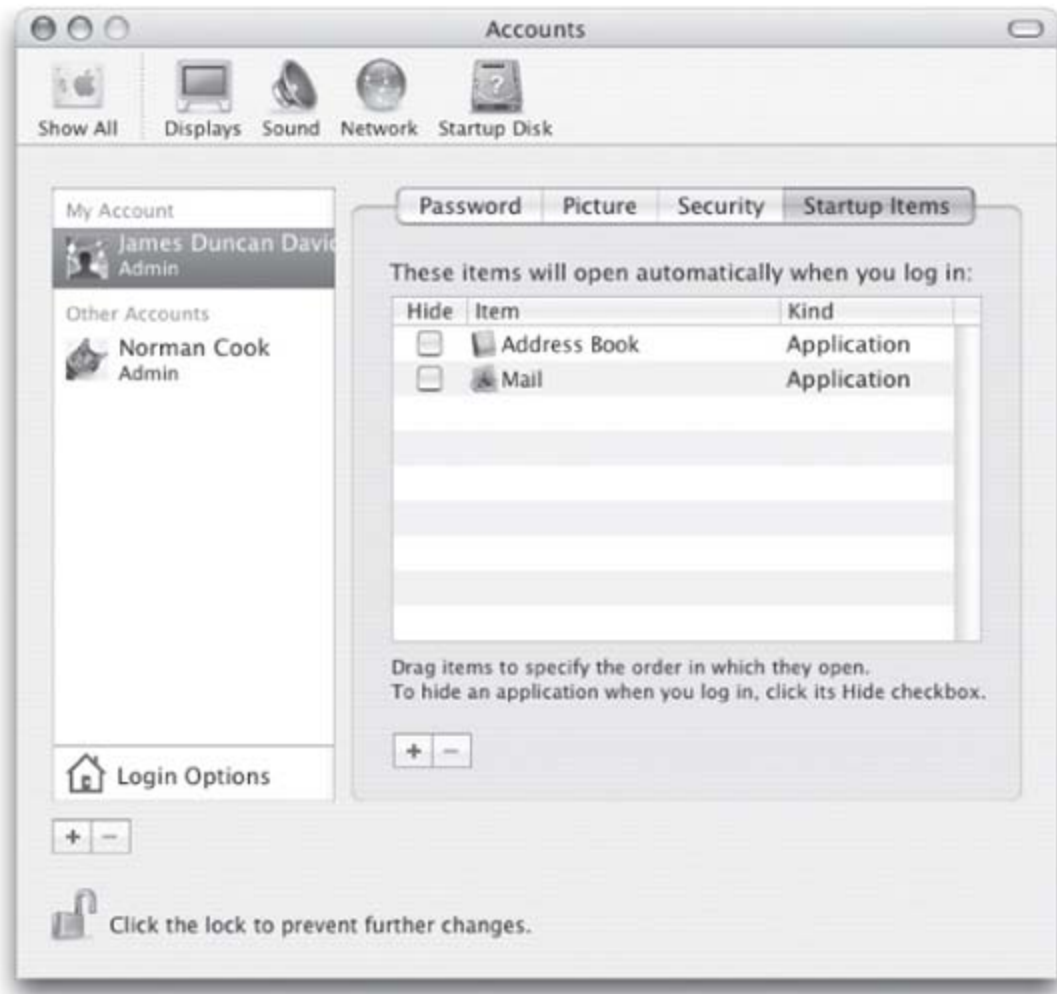 Accounts
Show All Displays Sound Network Startup Disk
My Account
James Duncan Davic
Admin
Other Accounts
Norman Cook
Admin
Login Options
Password Picture Security Startup Items
These items will open automatically when you log in:
Hide Item Kind
Address Book Application
Mail Application
Drag items to specify the order in which they open.
To hide an application when you log in, click its Hide checkbox.
+ −
+ −
Click the lock to prevent further changes.